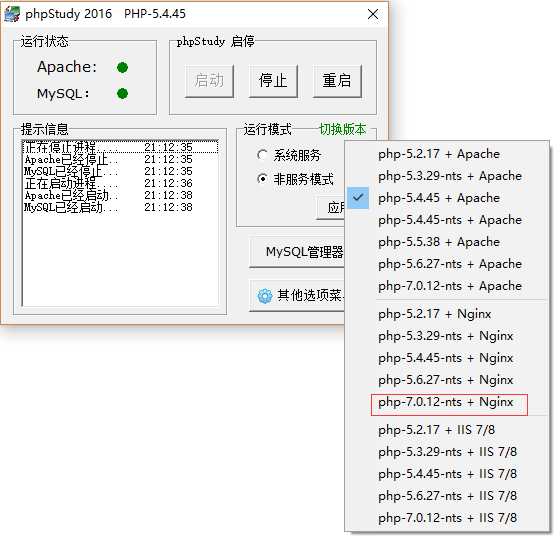 phpStudy 2016 PHP-5.4.45
运行状态
Apache:
MySQL：
phpStudy 启停
启动 停止 重启
提示信息
正在停止进程.... 21:12:35
Apache已经停止.. 21:12:35
MySQL已经停止... 21:12:35
正在启动进程.... 21:12:36
Apache已经启动.. 21:12:38
MySQL已经启动... 21:12:38
运行模式 切换版本
系统服务
非服务模式
应
MySQL管理器
其他选项菜
php-5.2.17 + Apache
php-5.3.29-nts + Apache
php-5.4.45 + Apache
php-5.4.45-nts + Apache
php-5.5.38 + Apache
php-5.6.27-nts + Apache
php-7.0.12-nts + Apache
php-5.2.17 + Nginx
php-5.3.29-nts + Nginx
php-5.4.45-nts + Nginx
php-5.6.27-nts + Nginx
php-7.0.12-nts + Nginx
php-5.2.17 + IIS 7/8
php-5.3.29-nts + IIS 7/8
php-5.4.45-nts + IIS 7/8
php-5.6.27-nts + IIS 7/8
php-7.0.12-nts + IIS 7/8